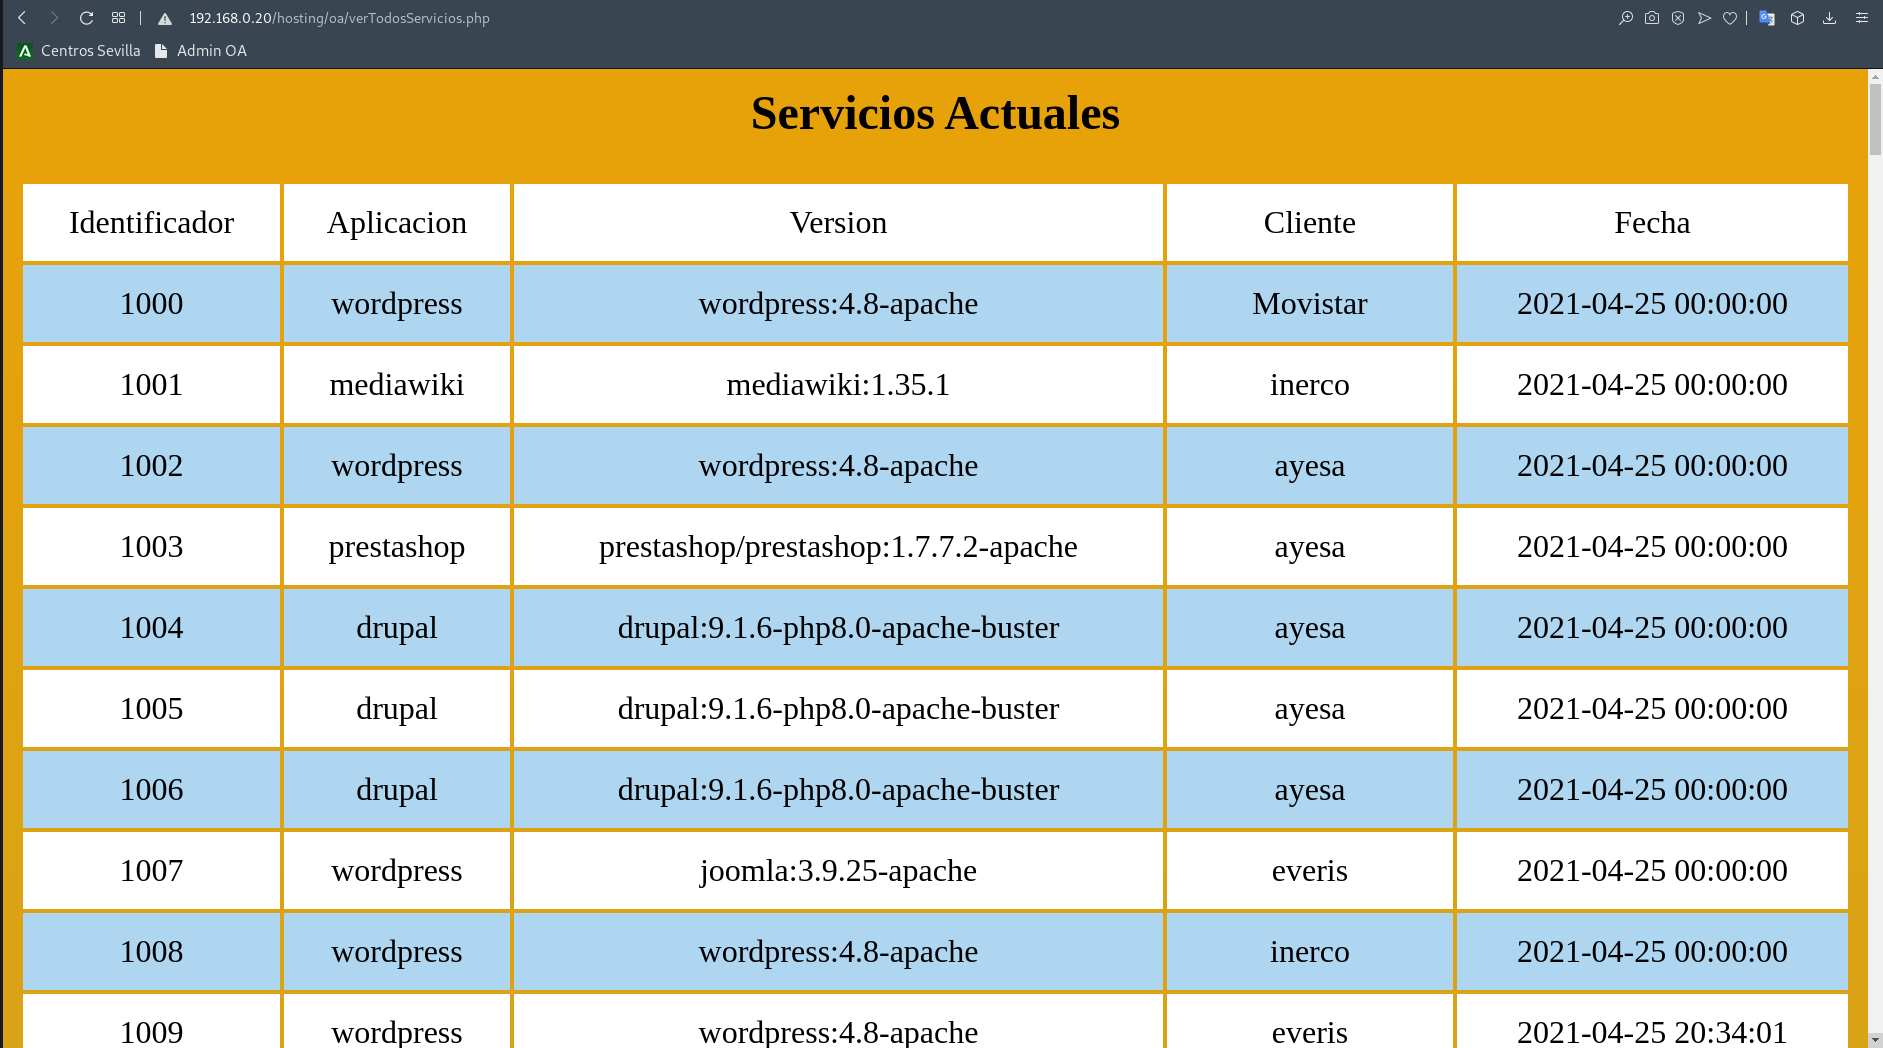 192.168.0.20/hosting/oa/verTodosServicios.php
Centros Sevilla Admin OA
Servicios Actuales
Identificador Aplicacion Version Cliente Fecha
1000 wordpress wordpress:4.8-apache Movistar 2021-04-25 00:00:00
1001 mediawiki mediawiki:1.35.1 inerco 2021-04-25 00:00:00
1002 wordpress wordpress:4.8-apache ayesa 2021-04-25 00:00:00
1003 prestashop prestashop/prestashop:1.7.7.2-apache ayesa 2021-04-25 00:00:00
1004 drupal drupal:9.1.6-php8.0-apache-buster ayesa 2021-04-25 00:00:00
1005 drupal drupal:9.1.6-php8.0-apache-buster ayesa 2021-04-25 00:00:00
1006 drupal drupal:9.1.6-php8.0-apache-buster ayesa 2021-04-25 00:00:00
1007 wordpress joomla:3.9.25-apache everis 2021-04-25 00:00:00
1008 wordpress wordpress:4.8-apache inerco 2021-04-25 00:00:00
1009 wordpress wordpress:4.8-apache everis 2021-04-25 20:34:01